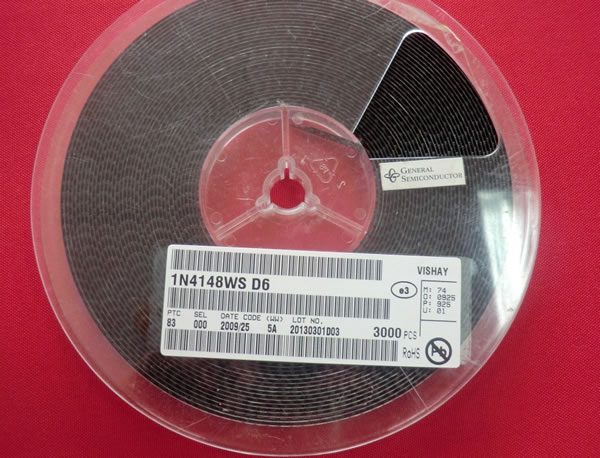 GENERAL
SEMICONDUCTOR
VISHAY
1N4148WS D6
e3
M: 74
O: 0925
P: 925
U: 01
PTC SEL DATE CODE (WW) LOT NO.
83 000 2009/25 5A 20130301D03 3000 PCS
RoHS
Pb